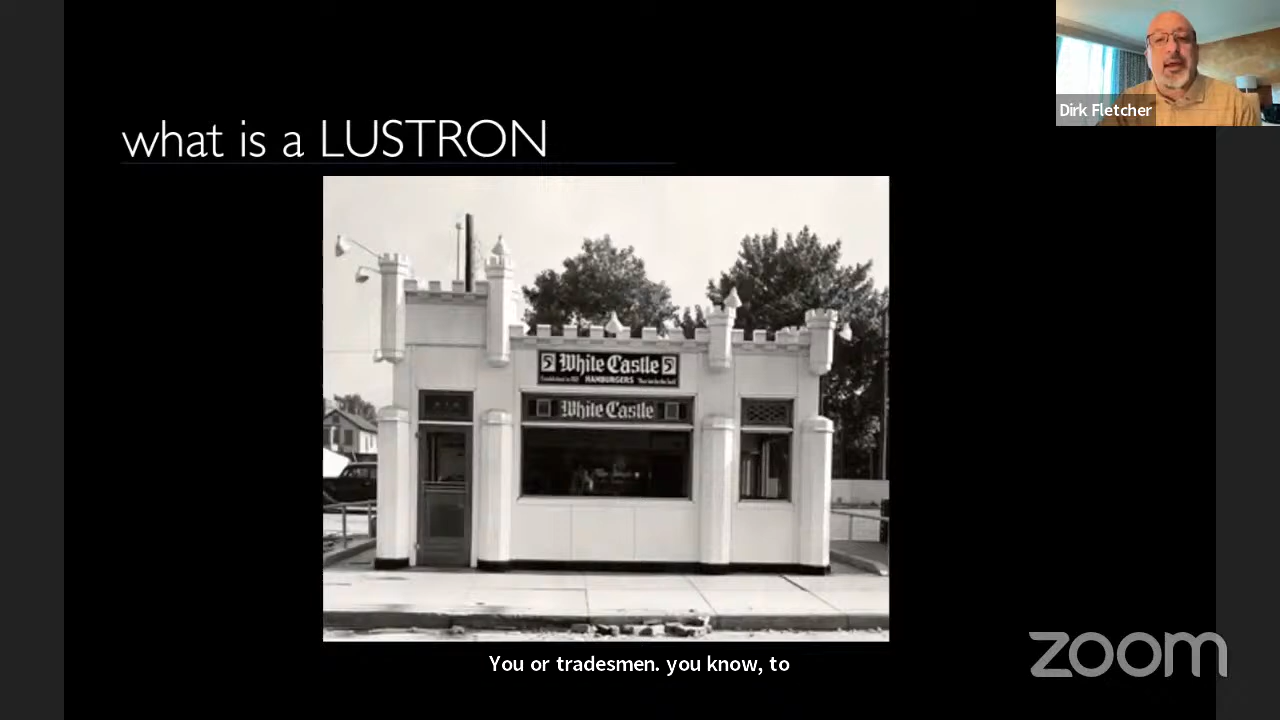 Dirk Fletcher
what is a LUSTRON
White Castle
HAMBURGERS
White Castle
You or tradesmen. you know, to
zoom